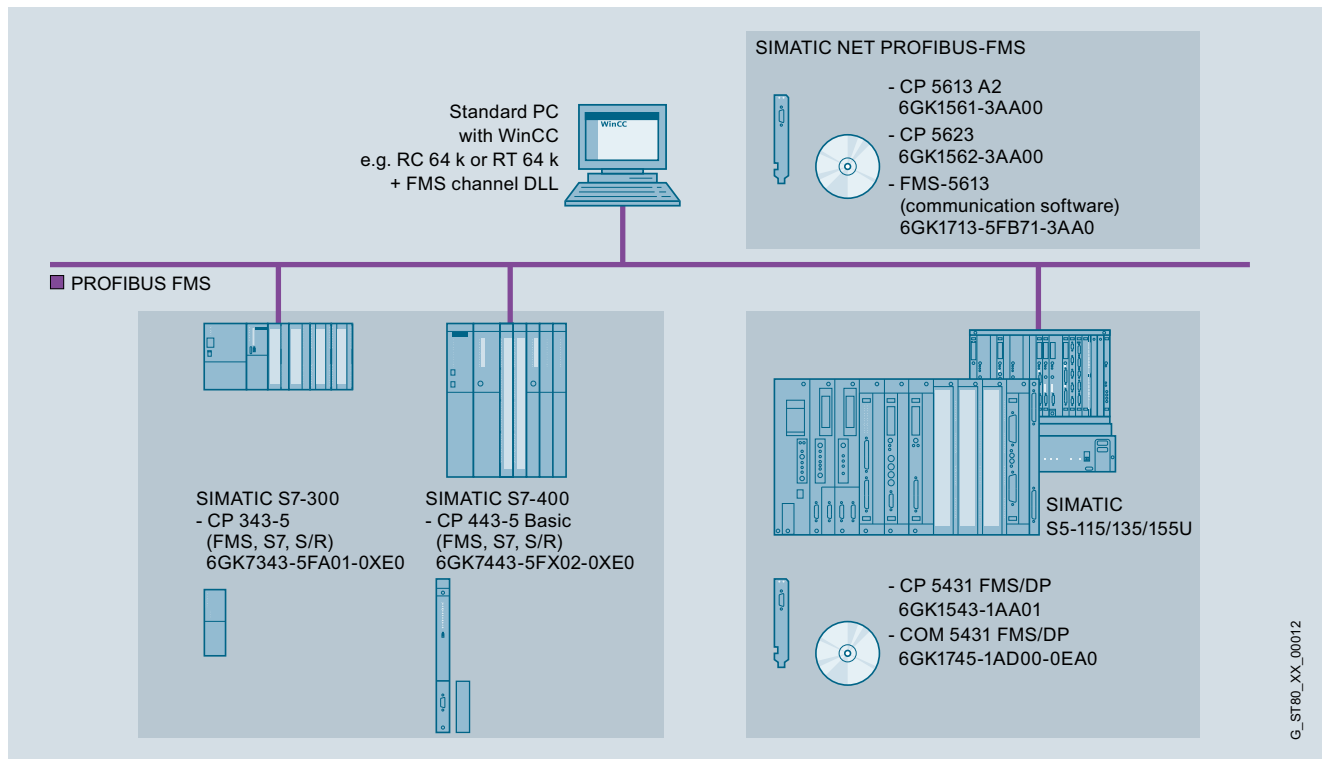 SIMATIC NET PROFIBUS-FMS
- CP 5613 A2
6GK1561-3AA00
- CP 5623
6GK1562-3AA00
- FMS-5613
(communication software)
6GK1713-5FB71-3AA0
Standard PC
with WinCC
e.g. RC 64 k or RT 64 k
+ FMS channel DLL
WinCC
PROFIBUS FMS
SIMATIC S7-300
- CP 343-5
(FMS, S7, S/R)
6GK7343-5FA01-0XE0
SIMATIC S7-400
- CP 443-5 Basic
(FMS, S7, S/R)
6GK7443-5FX02-0XE0
SIMATIC
S5-115/135/155U
- CP 5431 FMS/DP
6GK1543-1AA01
- COM 5431 FMS/DP
6GK1745-1AD00-0EA0
G_ST80_XX_00012